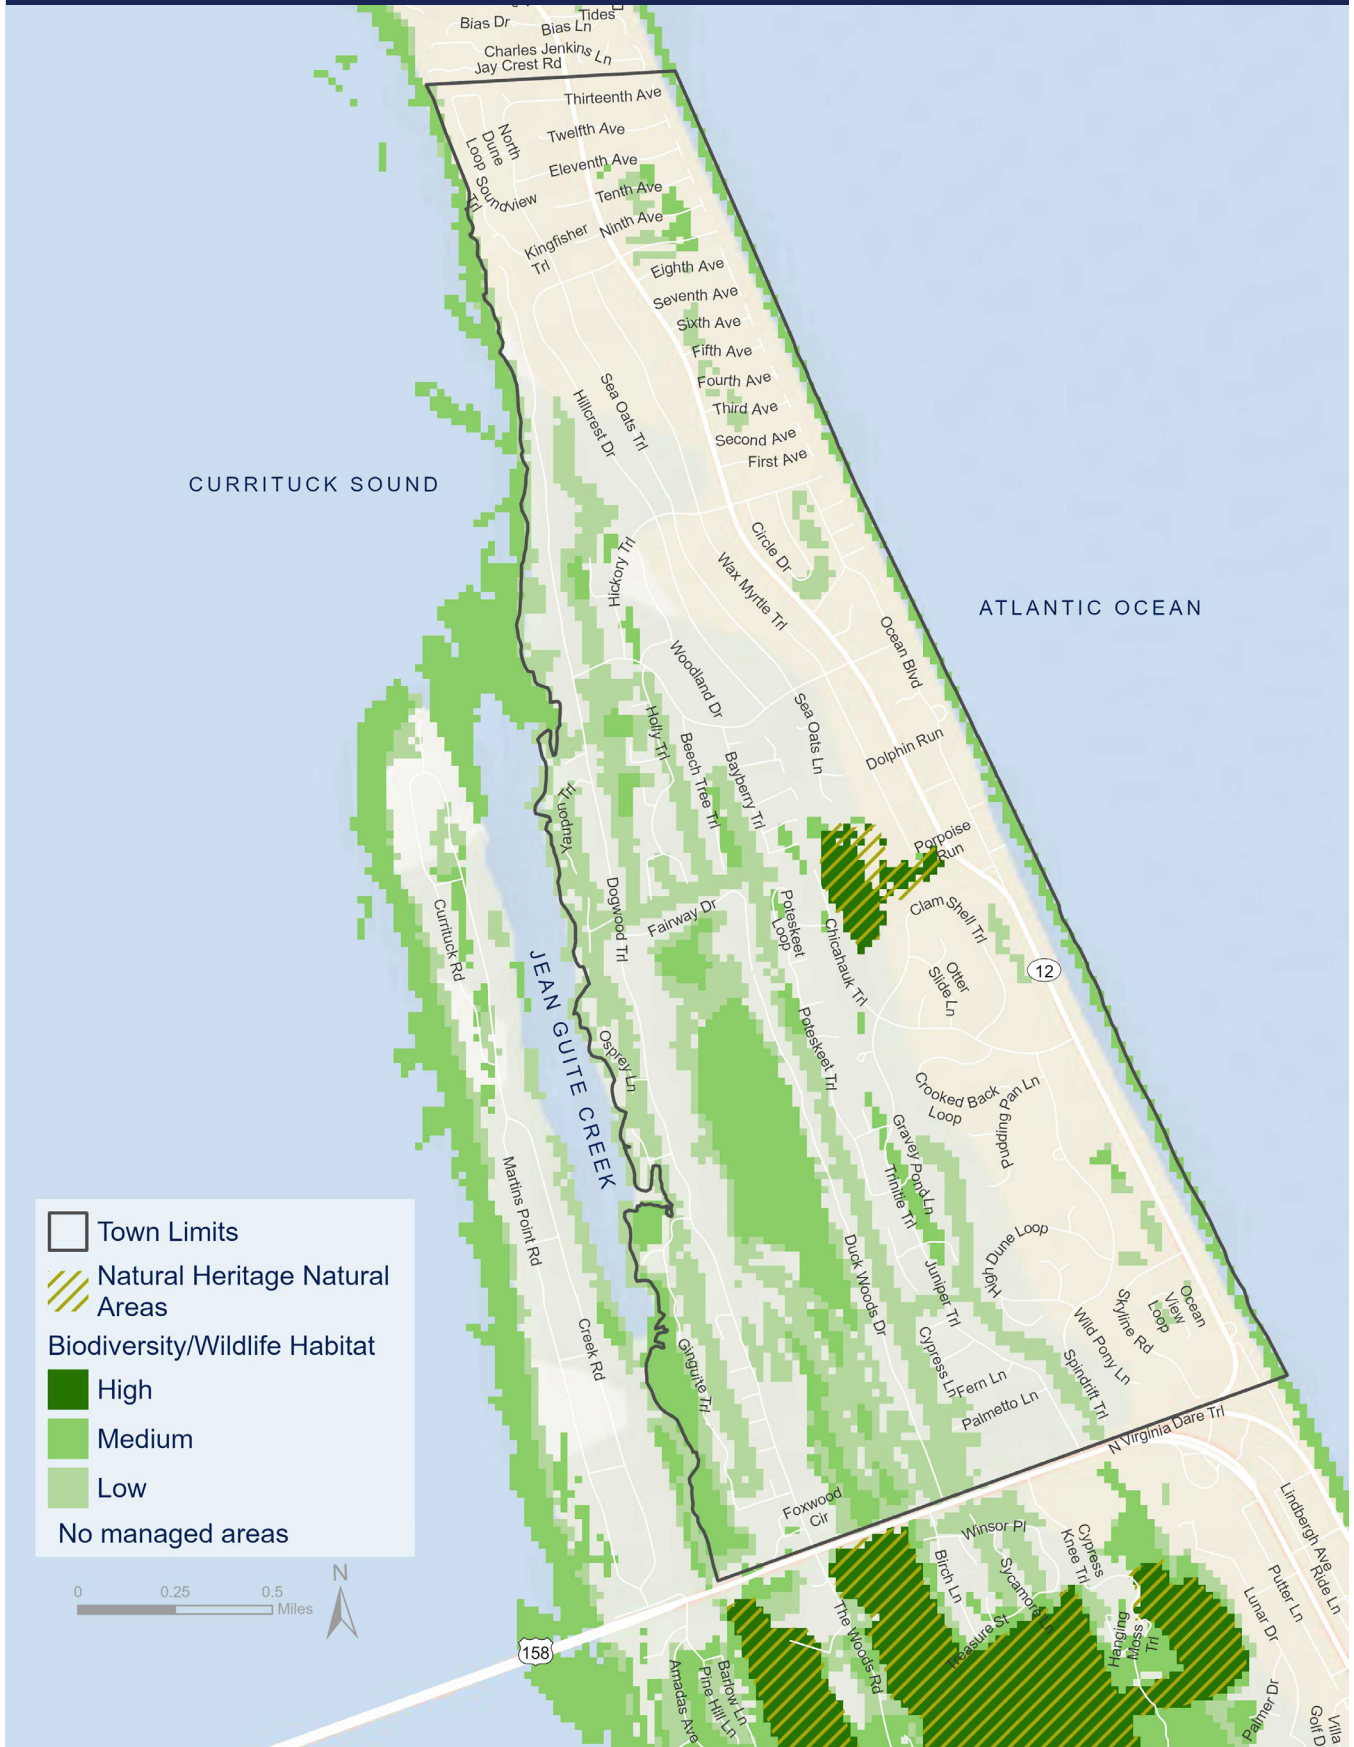 Tides
Bias Dr
Bias Ln
Charles Jenkins Ln
Jay Crest Rd
Thirteenth Ave
Twelfth Ave
North
Dune
Loop
Eleventh Ave
Tenth Ave
Soundview
Trl
Ninth Ave
Kingfisher
Trl
Eighth Ave
Seventh Ave
Sixth Ave
Fifth Ave
Fourth Ave
Third Ave
Sea Oats Trl
Hillcrest Dr
Second Ave
First Ave
CURRITUCK SOUND
Circle Dr
Hickory Trl
Wax Myrtle Trl
ATLANTIC OCEAN
Ocean Blvd
Woodland Dr
Sea Oats Ln
Holly Trl
Beech Tree Trl
Bayberry Trl
Dolphin Run
Yaupon Trl
Porpoise
Run
Dogwood Trl
Fairway Dr
Poteskeet
Loop
Clam Shell Trl
Currituck Rd
Chicahauk Trl
12
Otter
Slide Ln
JEAN GUITE CREEK
Poteskeet Trl
Osprey Ln
Crooked Back
Loop
Pudding Pan Ln
Gravey Pond Ln
Trinitie Trl
Martins Point Rd
Duck Woods Dr
High Dune Loop
Juniper Trl
Ocean
View
Loop
Skyline Rd
Wild Pony Ln
Creek Rd
Ginguite Trl
Cypress Ln
Fern Ln
Spindrift Trl
Palmetto Ln
N Virginia Dare Trl
Foxwood
Cir
Winsor Pl
Lindbergh Ave
Cypress
Knee Trl
Birch Ln
Sycamore Ln
Ride Ln
Putter Ln
Lunar Dr
The Woods Rd
Treasure St
Hanging
Moss
Trl
158
Amadas Ave
Pine Hill Ln
Barlow Ln
Palmer Dr
Villa
Golf D
Town Limits
Natural Heritage Natural
Areas
Biodiversity/Wildlife Habitat
High
Medium
Low
No managed areas
0 0.25 0.5
Miles
N